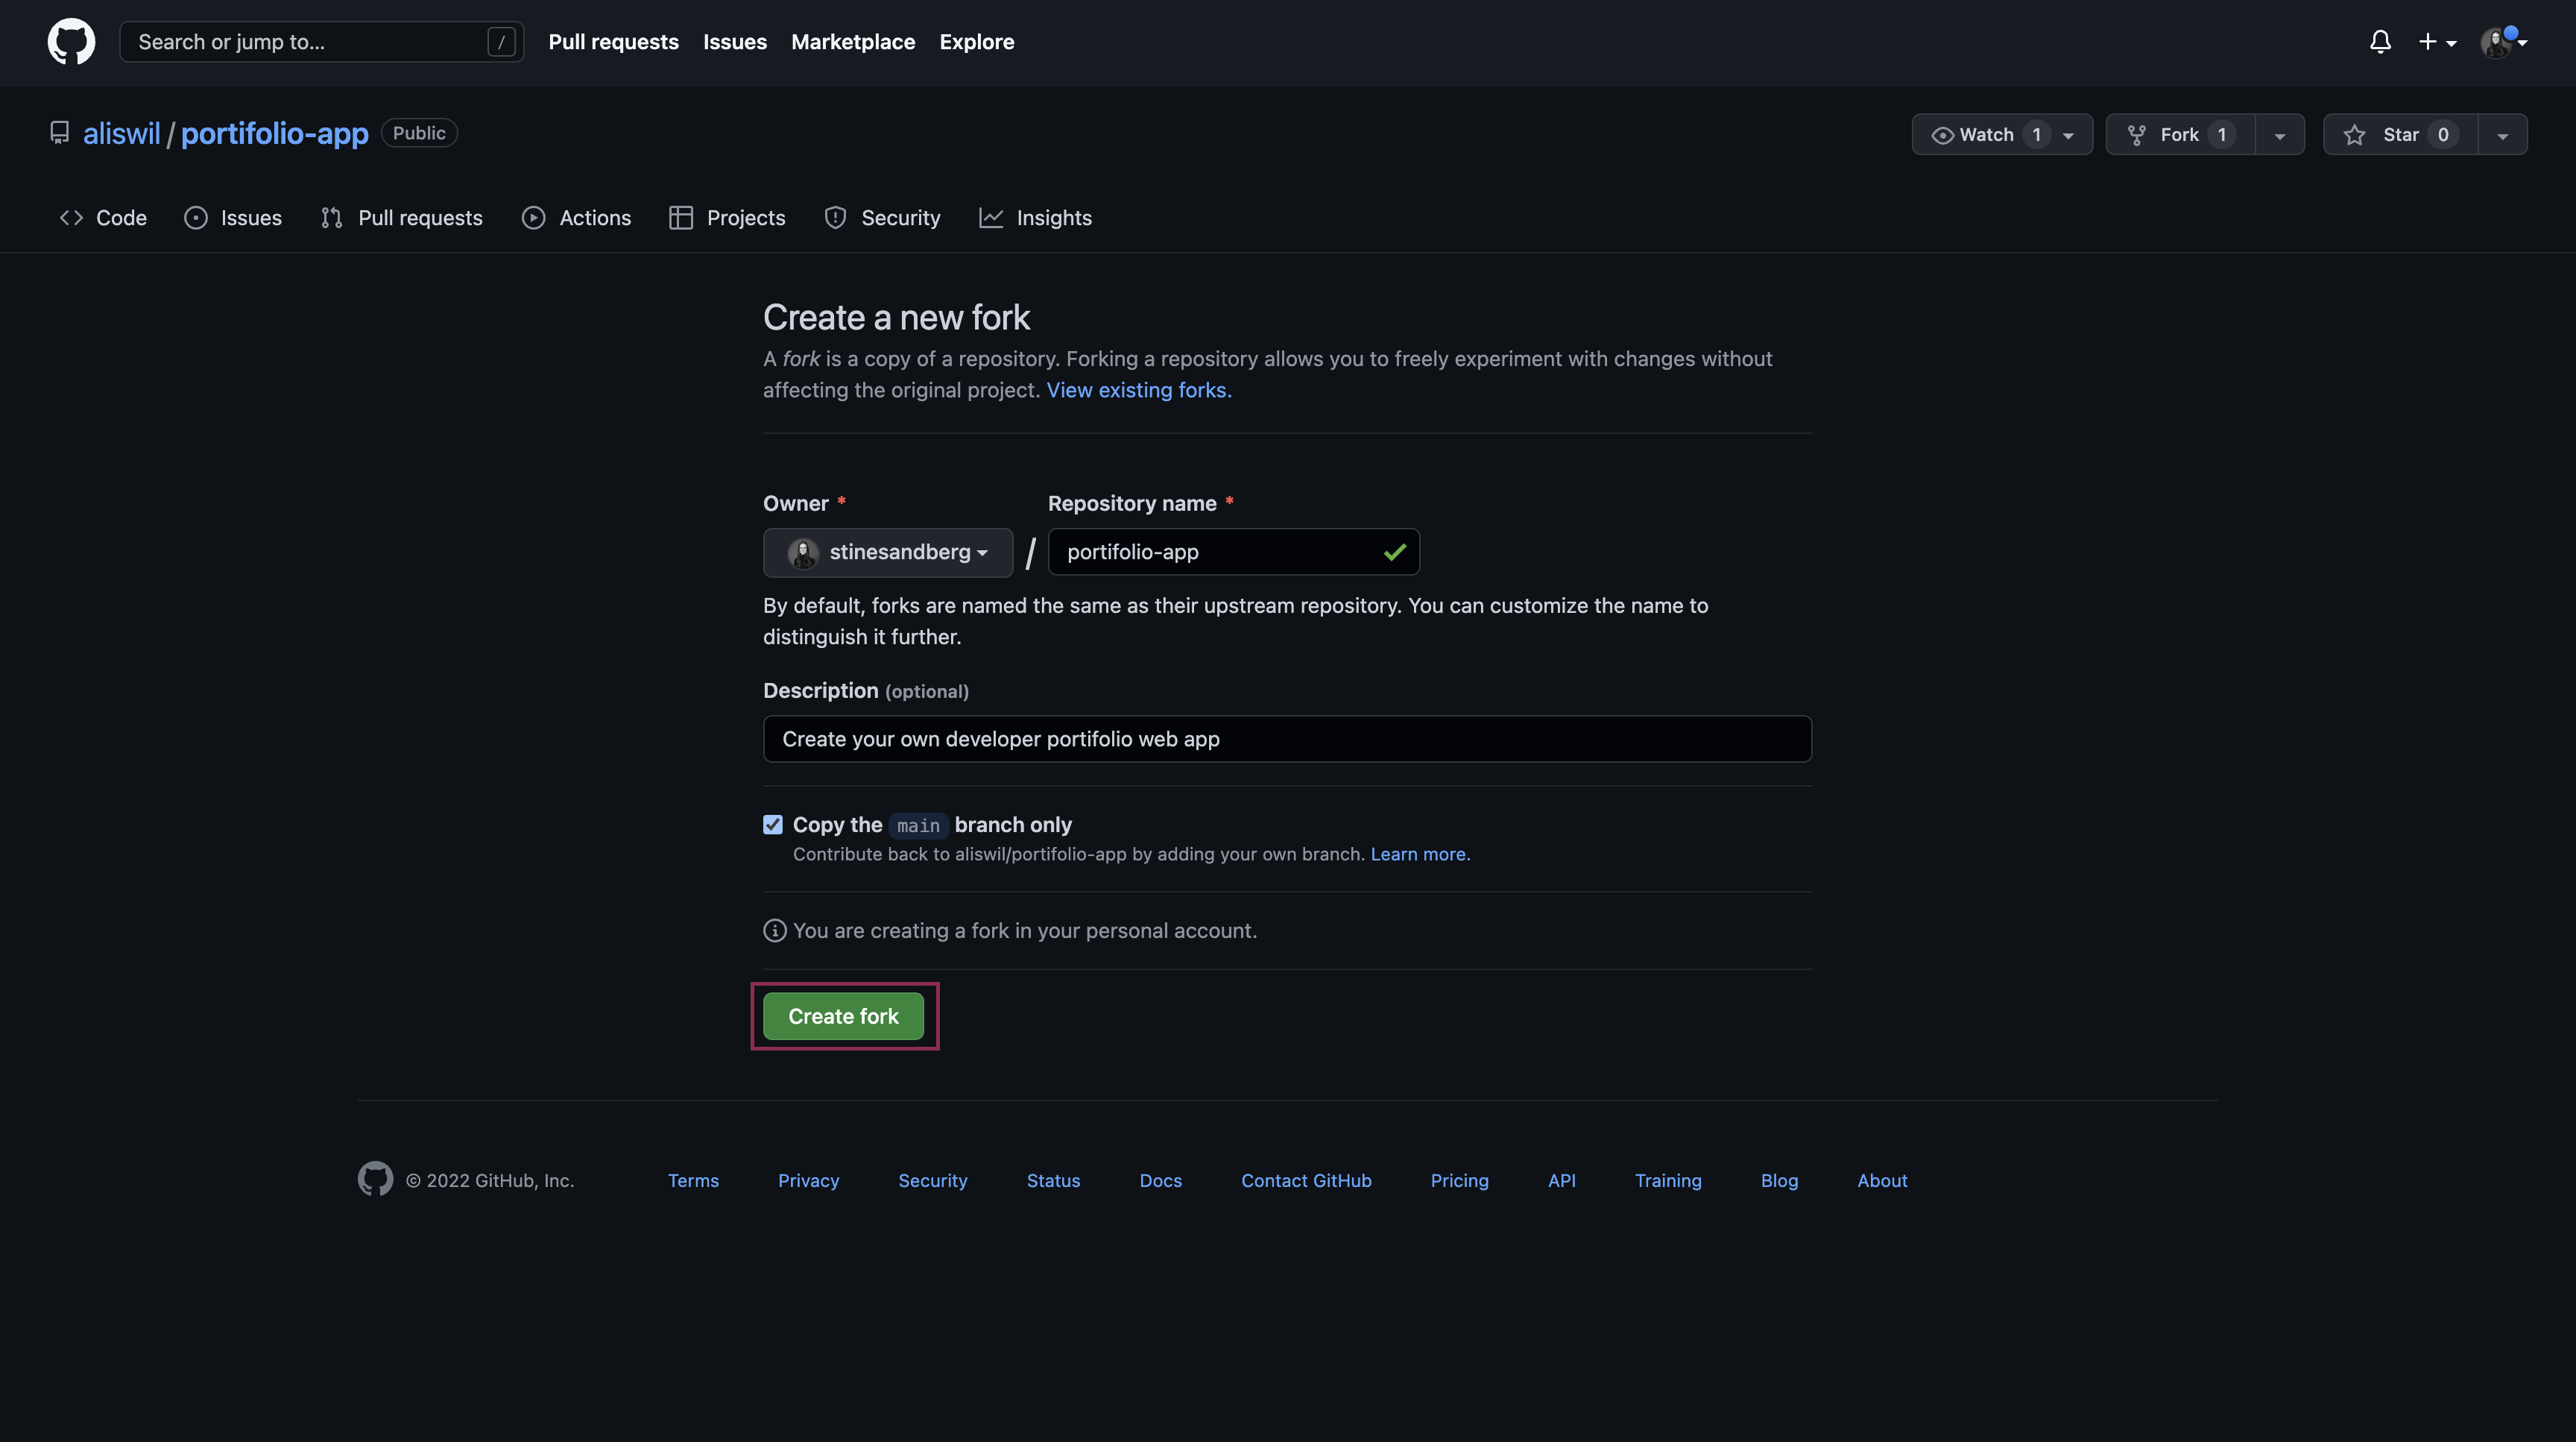 Search or jump to... /
Pull requests Issues Marketplace Explore
aliswil / portifolio-app Public
Watch 1 Fork 1 Star 0
Code Issues Pull requests Actions Projects Security Insights
Create a new fork
A fork is a copy of a repository. Forking a repository allows you to freely experiment with changes without
affecting the original project. View existing forks.
Owner * Repository name *
stinesandberg / portifolio-app
By default, forks are named the same as their upstream repository. You can customize the name to
distinguish it further.
Description (optional)
Create your own developer portifolio web app
Copy the main branch only
Contribute back to aliswil/portifolio-app by adding your own branch. Learn more.
You are creating a fork in your personal account.
Create fork
© 2022 GitHub, Inc. Terms Privacy Security Status Docs Contact GitHub Pricing API Training Blog About